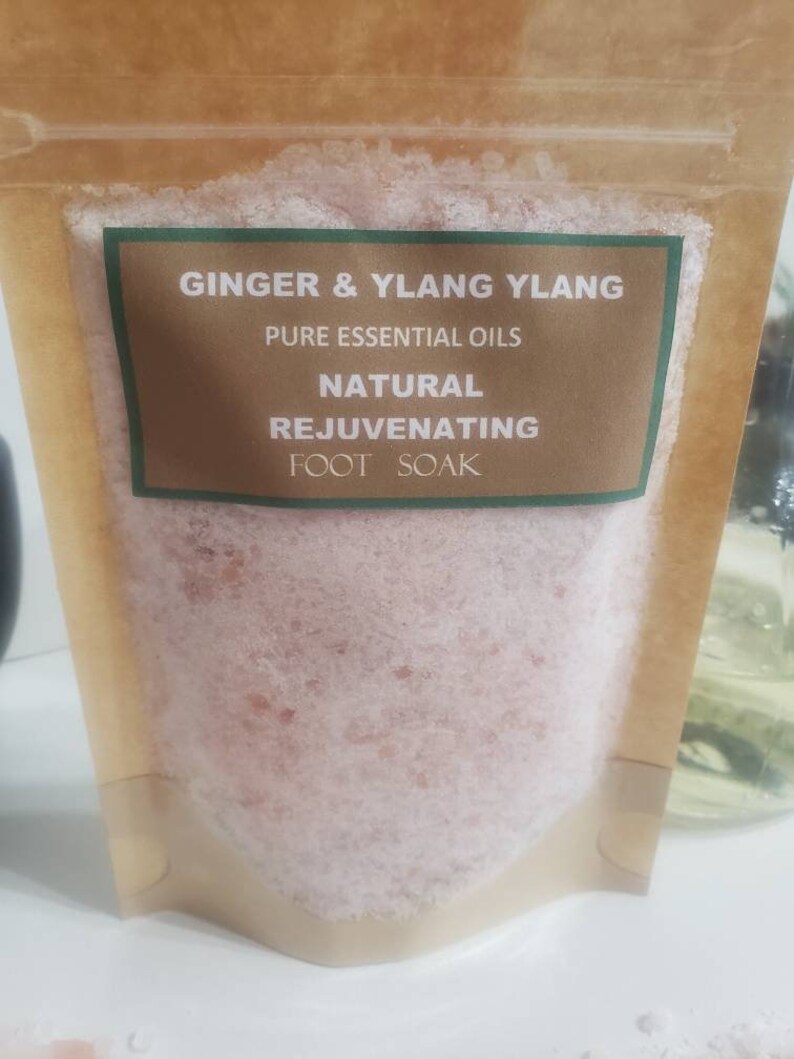 GINGER & YLANG YLANG
PURE ESSENTIAL OILS
NATURAL
REJUVENATING
FOOT SOAK